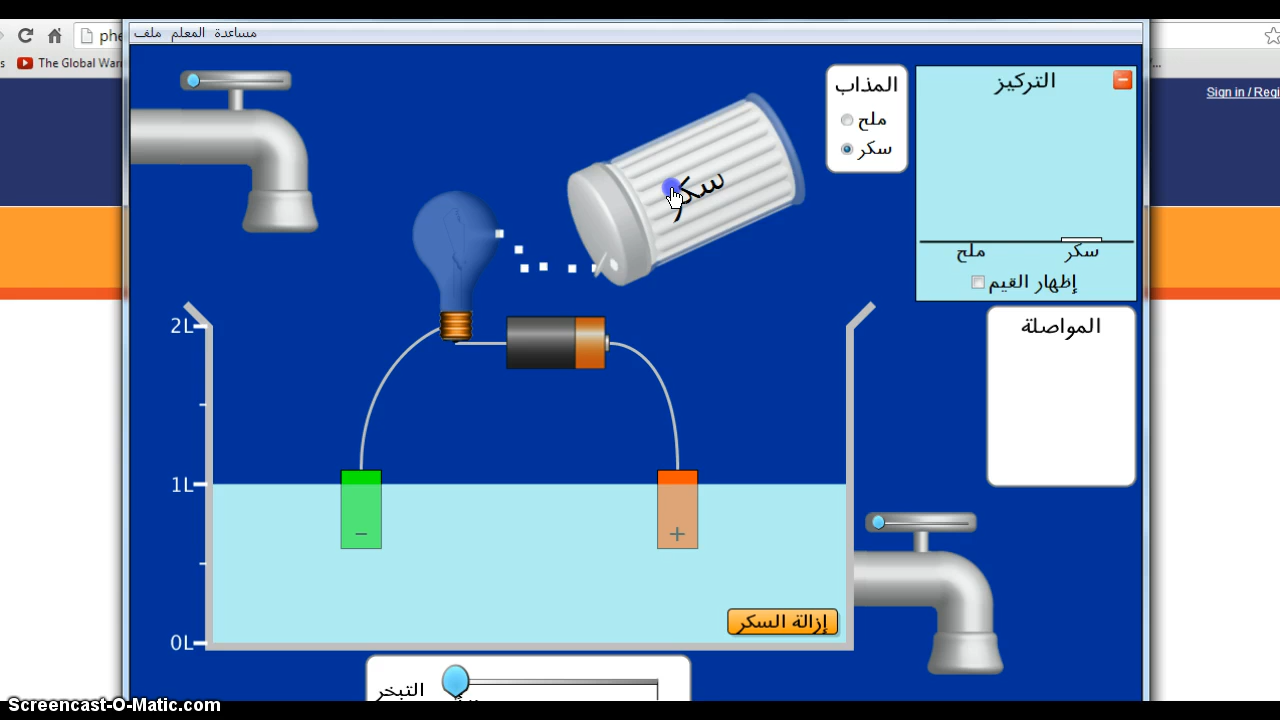 phe
s The Global Warm
ملف المعلم مساعدة
Sign in / Regi
المذاب
ملح
سكر
التركيز
سكر
ملح سكر
إظهار القيم
المواصلة
2L
1L
0L
−
+
إزالة السكر
التبخر
Screencast-O-Matic.com